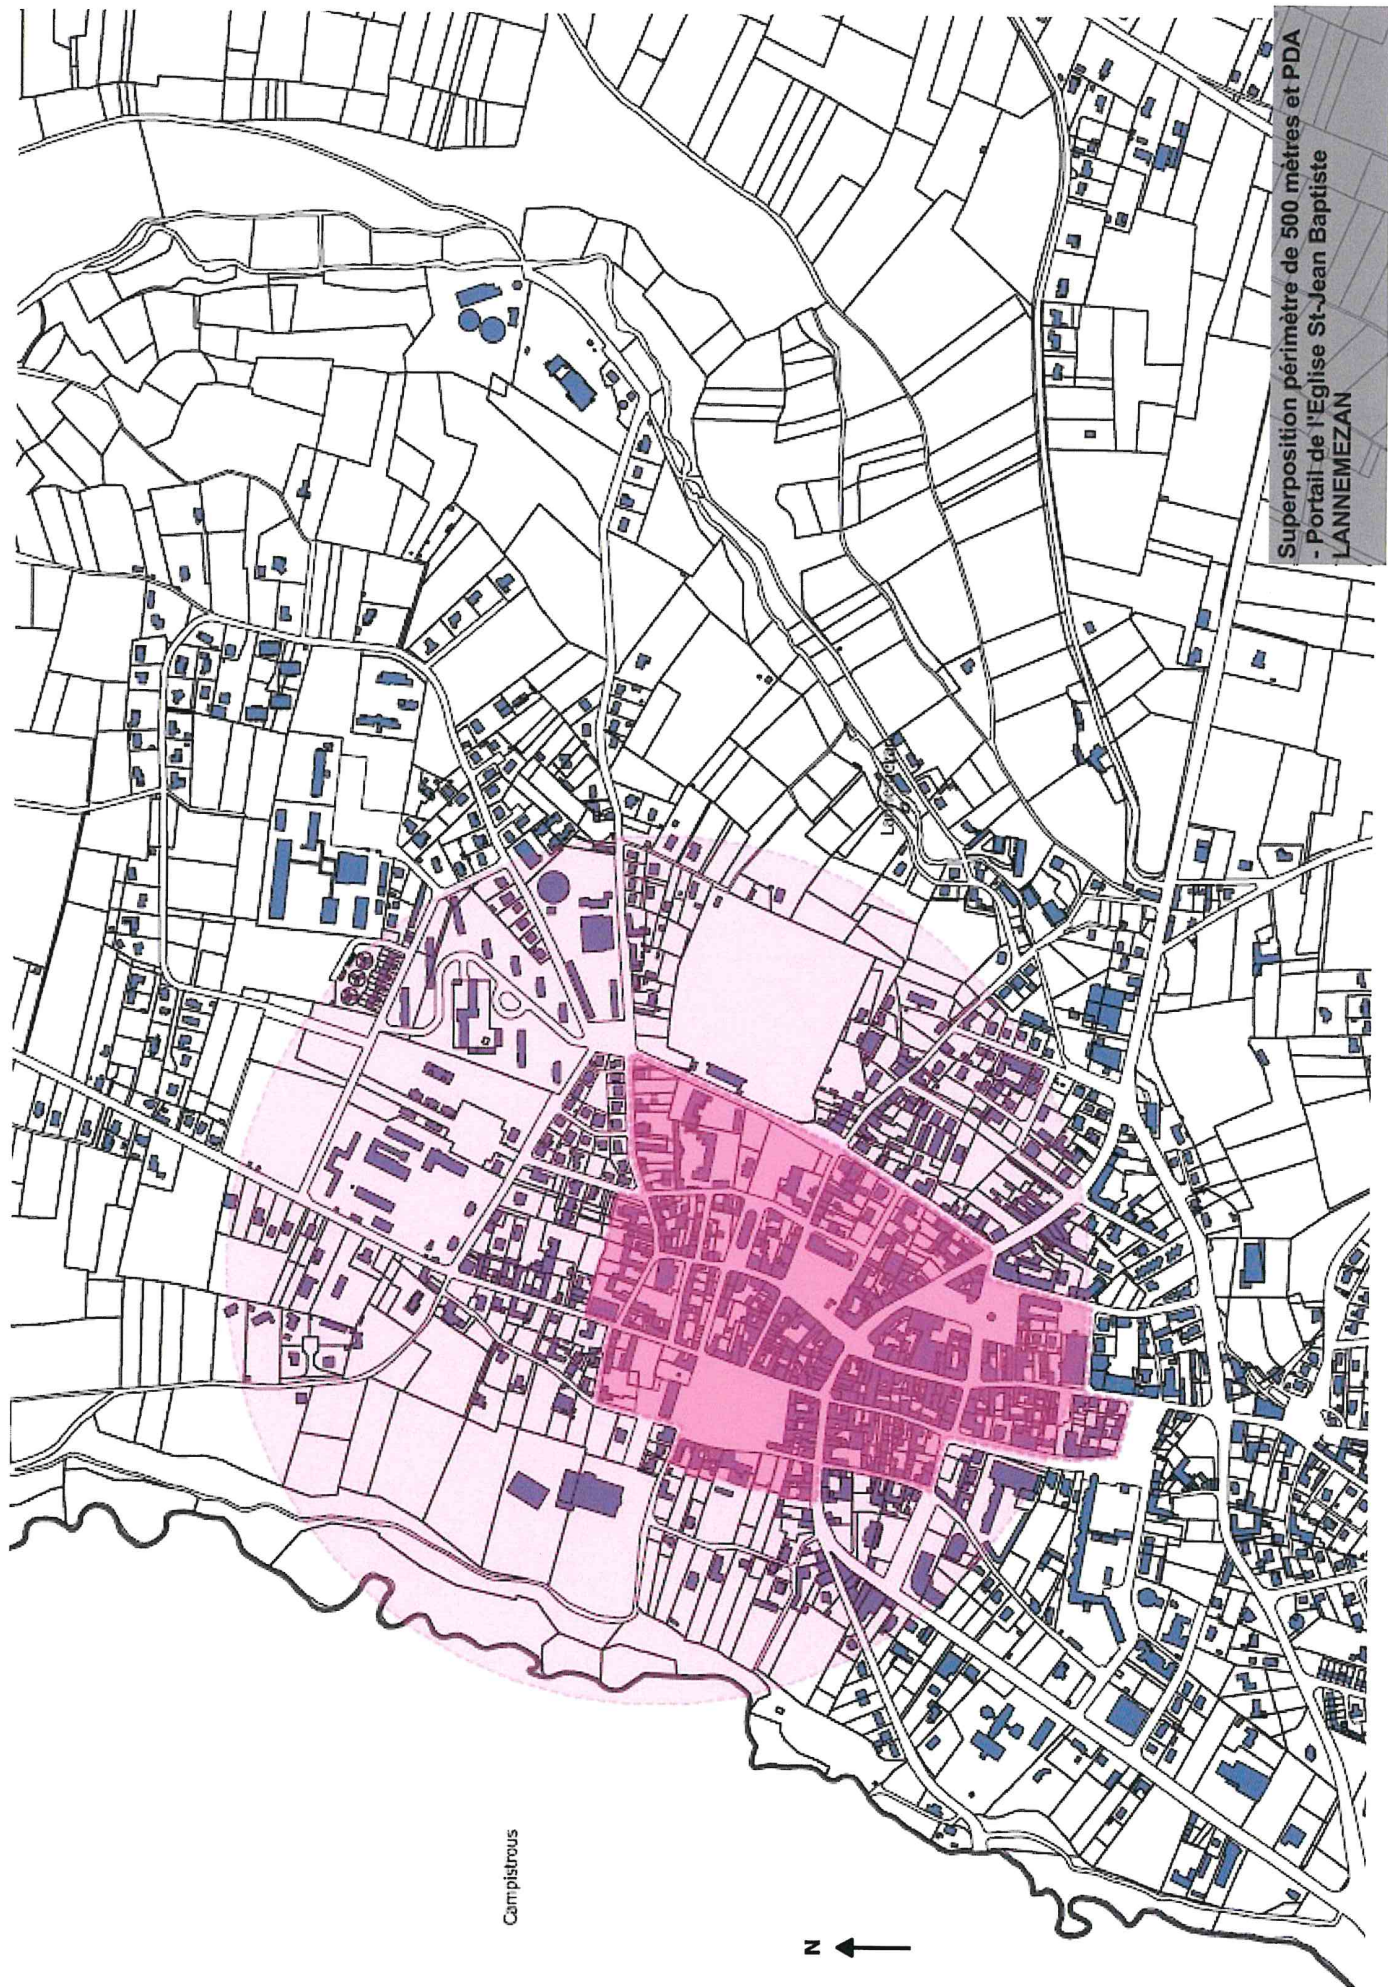 Superposition périmètre de 500 mètres et PDA
- Portail de l'Eglise St-Jean Baptiste
LANNEMEZAN
Campistrous
N